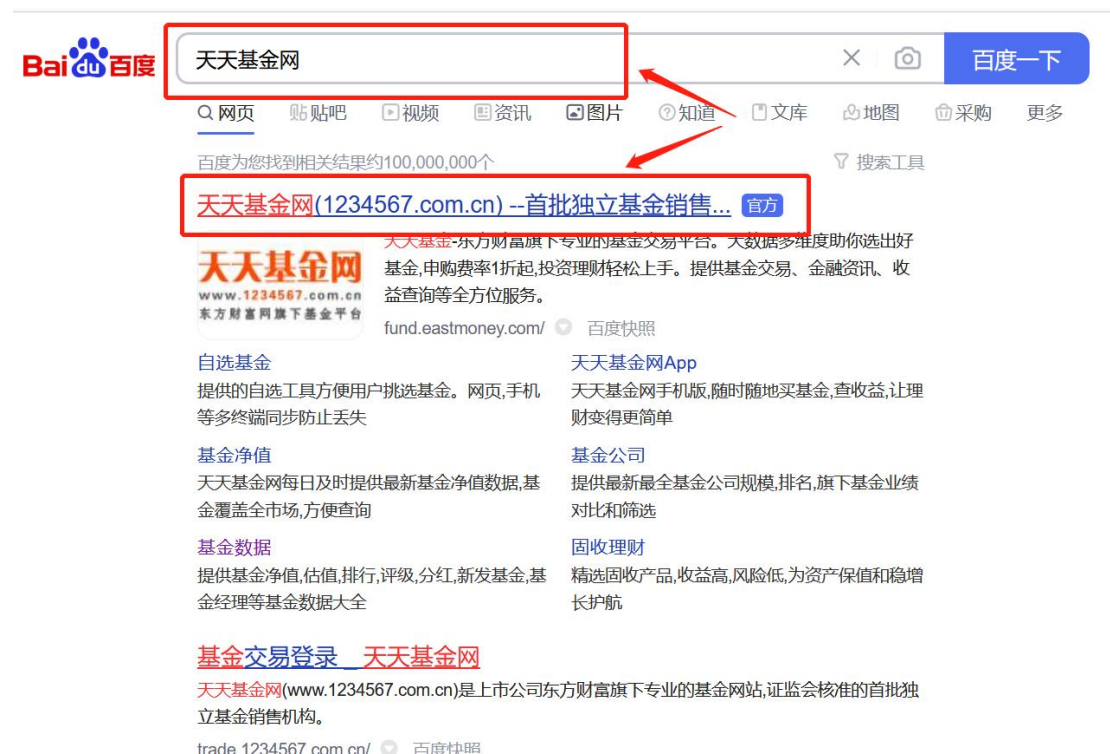 Bai du 百度
天天基金网
百度一下
网页 贴吧 视频 资讯 图片 知道 文库 地图 采购 更多
百度为您找到相关结果约100,000,000个
搜索工具
天天基金网(1234567.com.cn) --首批独立基金销售... 官方
天天基金网
www.1234567.com.cn
东方财富网旗下基金平台
天天基金-东方财富旗下专业的基金交易平台。大数据多维度助你选出好
基金,申购费率1折起,投资理财轻松上手。提供基金交易、金融资讯、收
益查询等全方位服务。
fund.eastmoney.com/ 百度快照
自选基金
提供的自选工具方便用户挑选基金。网页,手机
等多终端同步防止丢失
天天基金网App
天天基金网手机版,随时随地买基金,查收益,让理
财变得更简单
基金净值
天天基金网每日及时提供最新基金净值数据,基
金覆盖全市场,方便查询
基金公司
提供最新最全基金公司规模,排名,旗下基金业绩
对比和筛选
基金数据
提供基金净值,估值,排行,评级,分红,新发基金,基
金经理等基金数据大全
固收理财
精选固收产品,收益高,风险低,为资产保值和稳增
长护航
基金交易登录 _ 天天基金网
天天基金网(www.1234567.com.cn)是上市公司东方财富旗下专业的基金网站,证监会核准的首批独
立基金销售机构。
trade.1234567.com.cn/ 百度快照